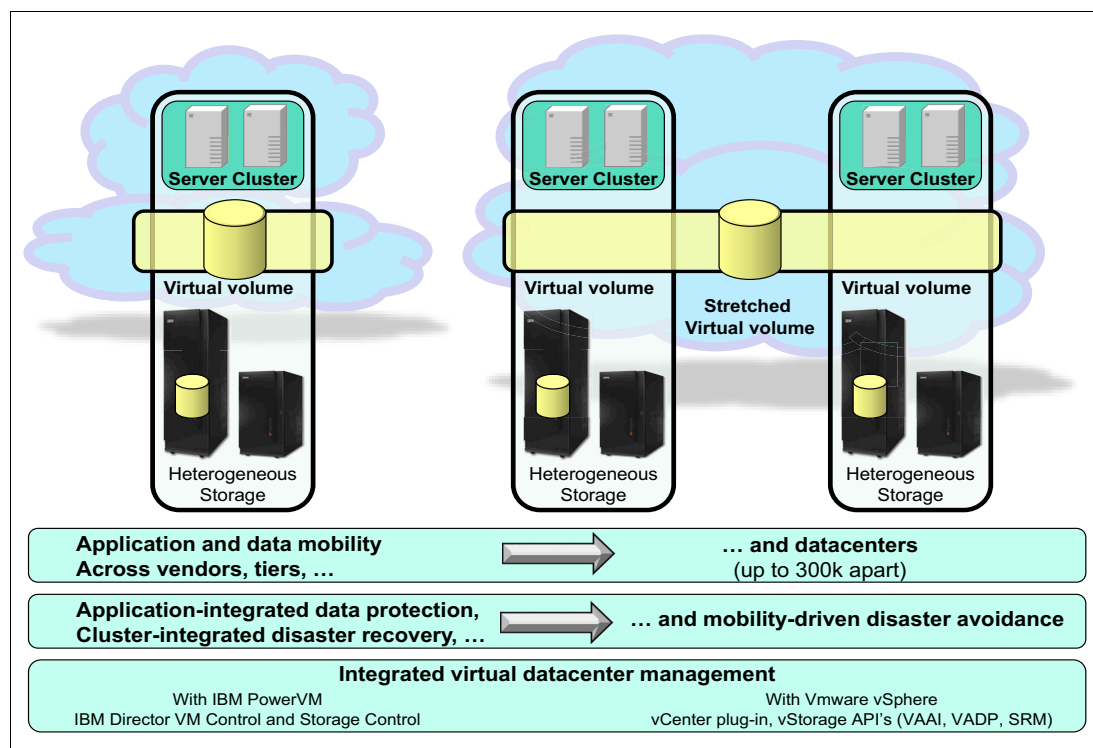 Server Cluster
Server Cluster
Server Cluster
Virtual volume
Virtual volume
Virtual volume
Stretched
Virtual volume
Heterogeneous
Storage
Heterogeneous
Storage
Heterogeneous
Storage
Application and data mobility
Across vendors, tiers, …
… and datacenters
(up to 300k apart)
Application-integrated data protection,
Cluster-integrated disaster recovery, …
… and mobility-driven disaster avoidance
Integrated virtual datacenter management
With IBM PowerVM
IBM Director VM Control and Storage Control
With Vmware vSphere
vCenter plug-in, vStorage API's (VAAI, VADP, SRM)